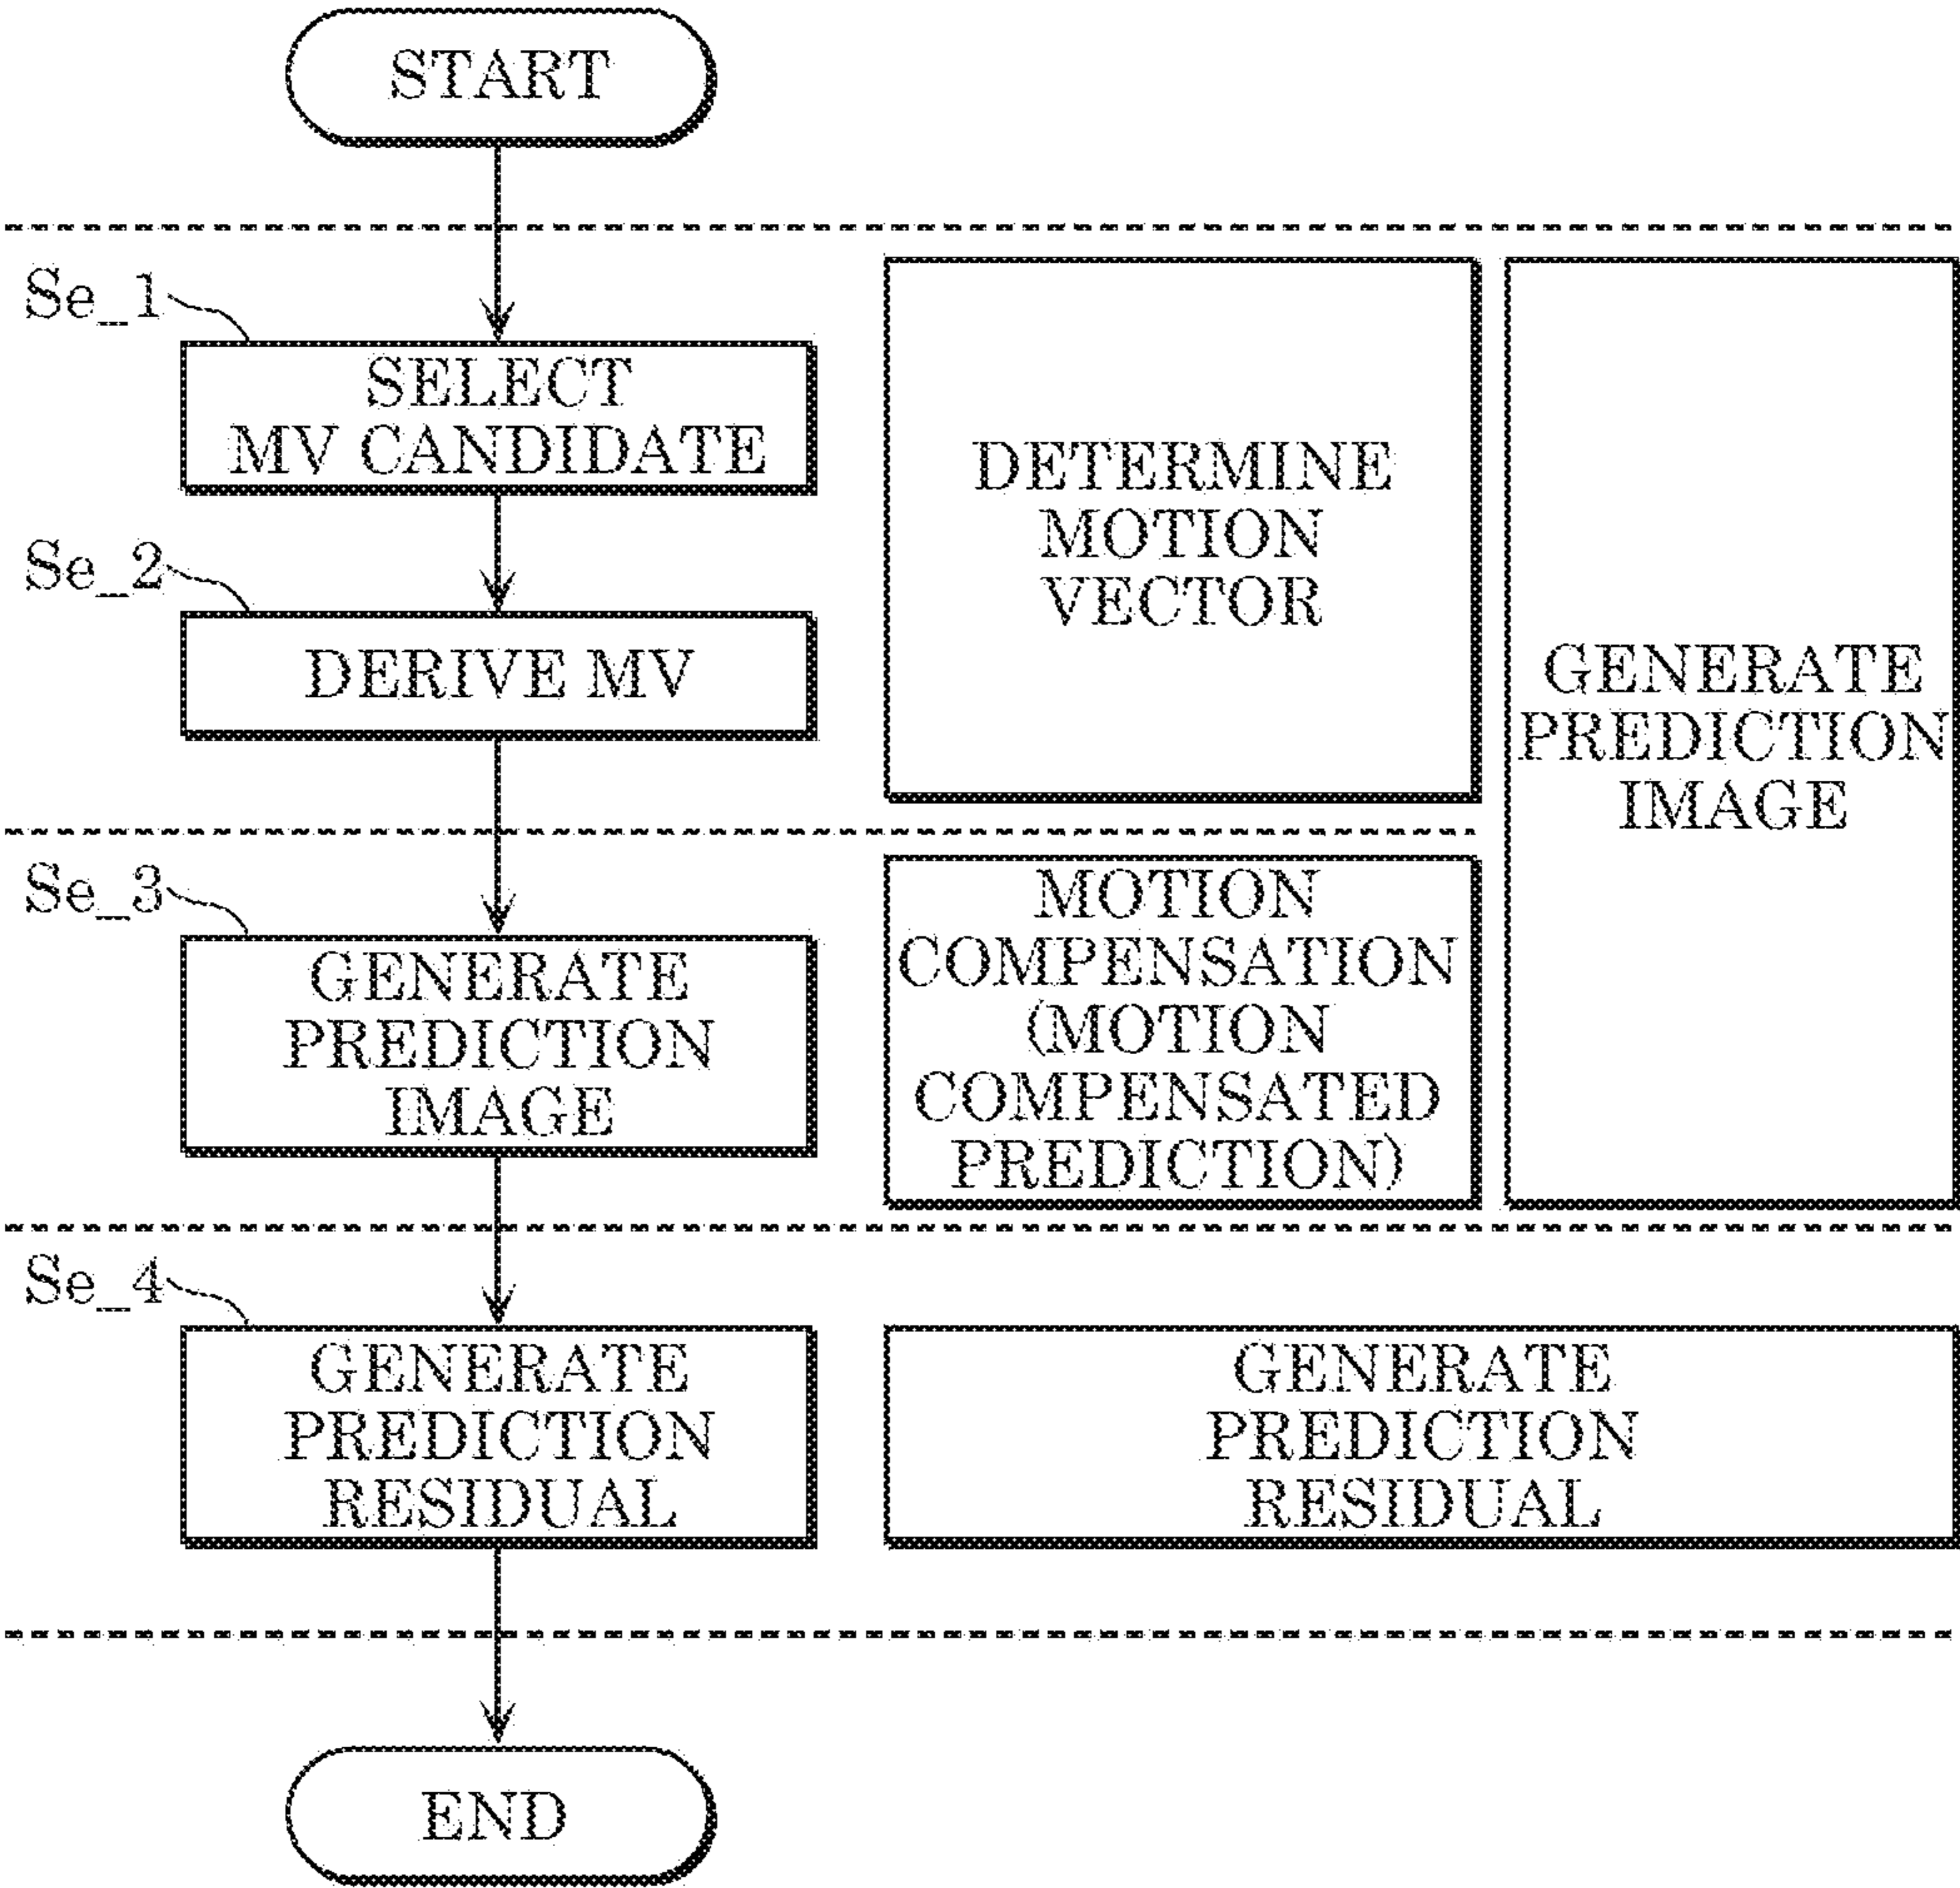 START
Se_1
SELECT
MV CANDIDATE
Se_2
DERIVE MV
DETERMINE
MOTION
VECTOR
GENERATE
PREDICTION
IMAGE
Se_3
GENERATE
PREDICTION
IMAGE
MOTION
COMPENSATION
(MOTION
COMPENSATED
PREDICTION)
Se_4
GENERATE
PREDICTION
RESIDUAL
GENERATE
PREDICTION
RESIDUAL
END